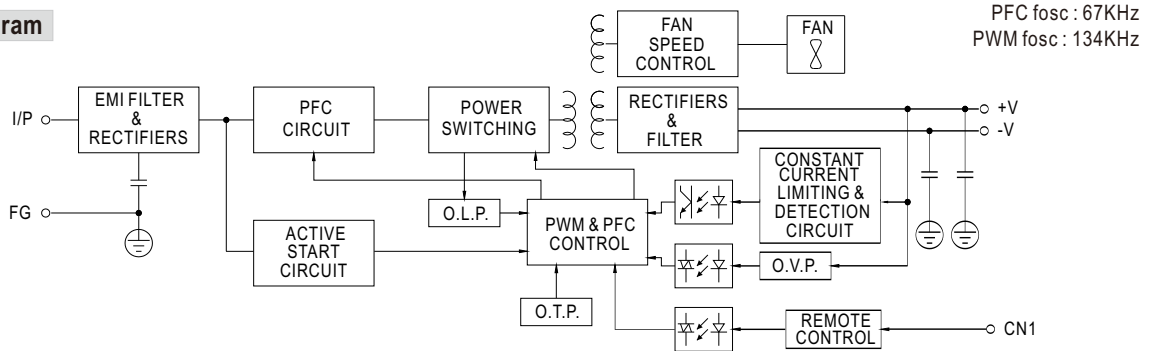 ram
PFC fosc : 67KHz
PWM fosc : 134KHz
FAN
SPEED
CONTROL
FAN
I/P
EMI FILTER
&
RECTIFIERS
PFC
CIRCUIT
POWER
SWITCHING
RECTIFIERS
&
FILTER
+V
-V
CONSTANT
CURRENT
LIMITING &
DETECTION
CIRCUIT
FG
O.L.P.
PWM & PFC
CONTROL
ACTIVE
START
CIRCUIT
O.V.P.
O.T.P.
REMOTE
CONTROL
CN1